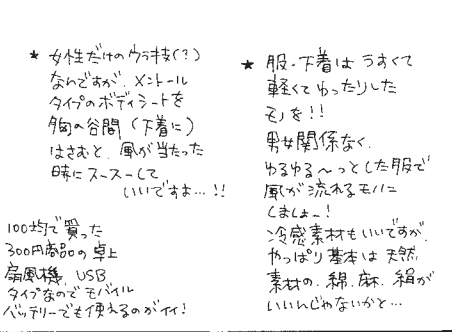 ★ 女性だけのウラ技(?)
なんですが、メントール
タイプのボディシートを
胸の谷間(下着に)
はさむと、風が当たった
時にスースーして
いいですよ…!!
100均で買った
300円商品の卓上
扇風機、USB
タイプなのでモバイル
バッテリーでも使えるのがイイ!
★ 服・下着は うすくて
軽くて ゆったりした
モノを!!
男女関係なく、
ゆるゆる〜っとした服で
風が流れるモノに
しましょー!
冷感素材もいいですが、
やっぱり基本は 天然
素材の、綿、麻、絹が
いいんじゃないかと…